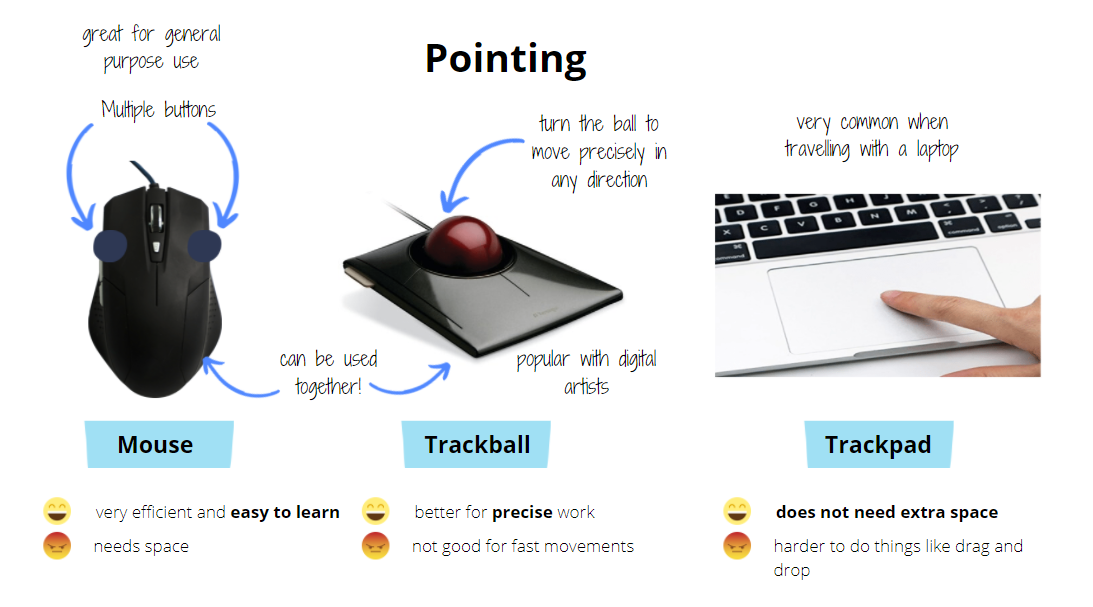 great for general
purpose use
Pointing
Multiple buttons
turn the ball to
move precisely in
any direction
very common when
travelling with a laptop
can be used
together!
popular with digital
artists
Mouse
Trackball
Trackpad
very efficient and easy to learn
needs space
better for precise work
not good for fast movements
does not need extra space
harder to do things like drag and
drop
D F G H J K L
X C V B N M < >
command option
command